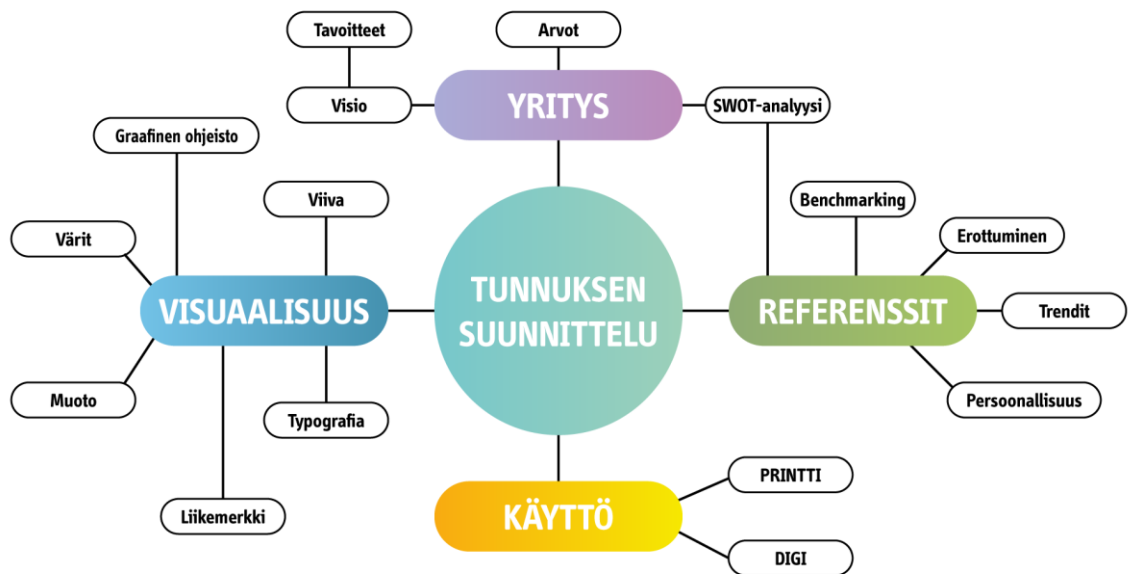 Tavoitteet
Arvot
Visio
YRITYS
SWOT-analyysi
Graafinen ohjeisto
Viiva
Benchmarking
Värit
Erottuminen
VISUAALISUUS
TUNNUKSEN
SUUNNITTELU
REFERENSSIT
Trendit
Muoto
Typografia
Persoonallisuus
PRINTTI
Liikemerkki
KÄYTTÖ
DIGI